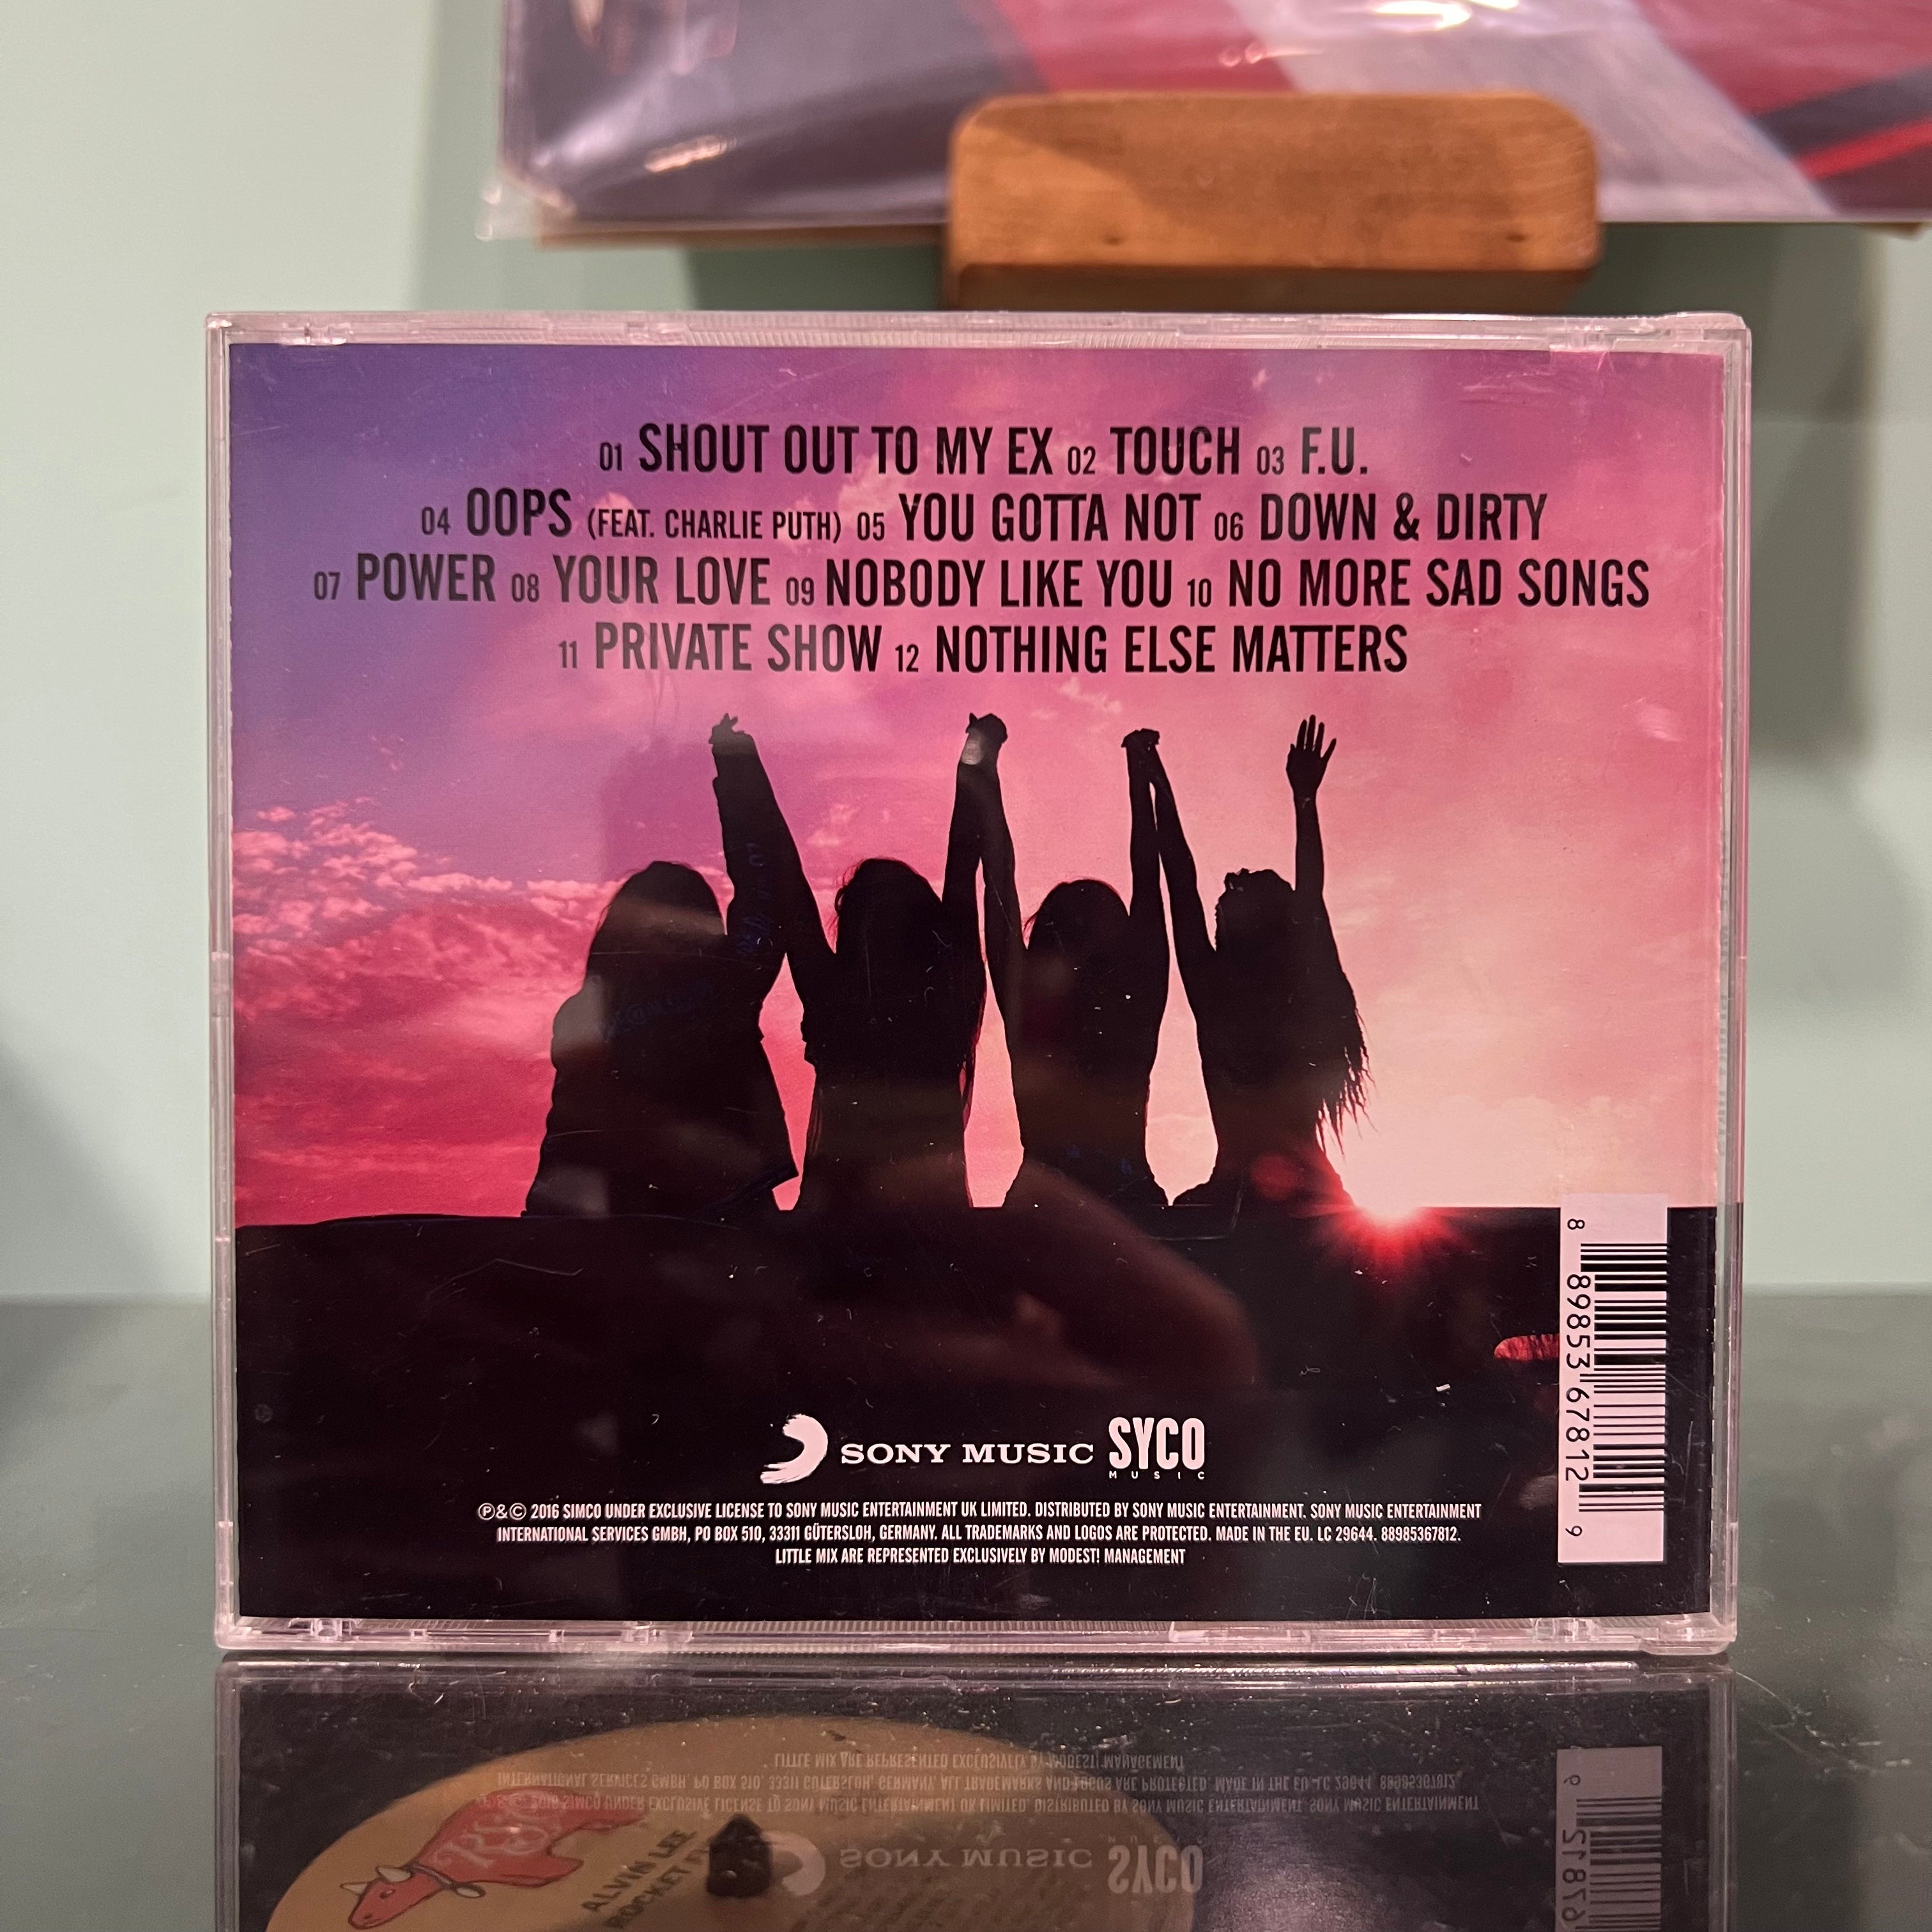 01 SHOUT OUT TO MY EX 02 TOUCH 03 F.U.
04 OOPS (FEAT. CHARLIE PUTH) 05 YOU GOTTA NOT 06 DOWN & DIRTY
07 POWER 08 YOUR LOVE 09 NOBODY LIKE YOU 10 NO MORE SAD SONGS
11 PRIVATE SHOW 12 NOTHING ELSE MATTERS
8 89853 67812 9
SONY MUSIC SYCO MUSIC
℗&© 2016 SIMCO UNDER EXCLUSIVE LICENSE TO SONY MUSIC ENTERTAINMENT UK LIMITED. DISTRIBUTED BY SONY MUSIC ENTERTAINMENT. SONY MUSIC ENTERTAINMENT
INTERNATIONAL SERVICES GMBH, PO BOX 510, 33311 GÜTERSLOH, GERMANY. ALL TRADEMARKS AND LOGOS ARE PROTECTED. MADE IN THE EU. LC 29644. 88985367812.
LITTLE MIX ARE REPRESENTED EXCLUSIVELY BY MODEST! MANAGEMENT
ALVIN LEE
ROCKET